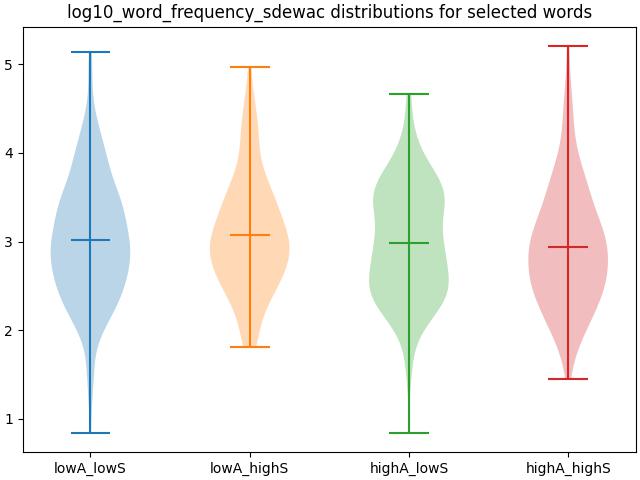 log10_word_frequency_sdewac distributions for selected words
5
4
3
2
1
lowA_lowS
lowA_highS
highA_lowS
highA_highS